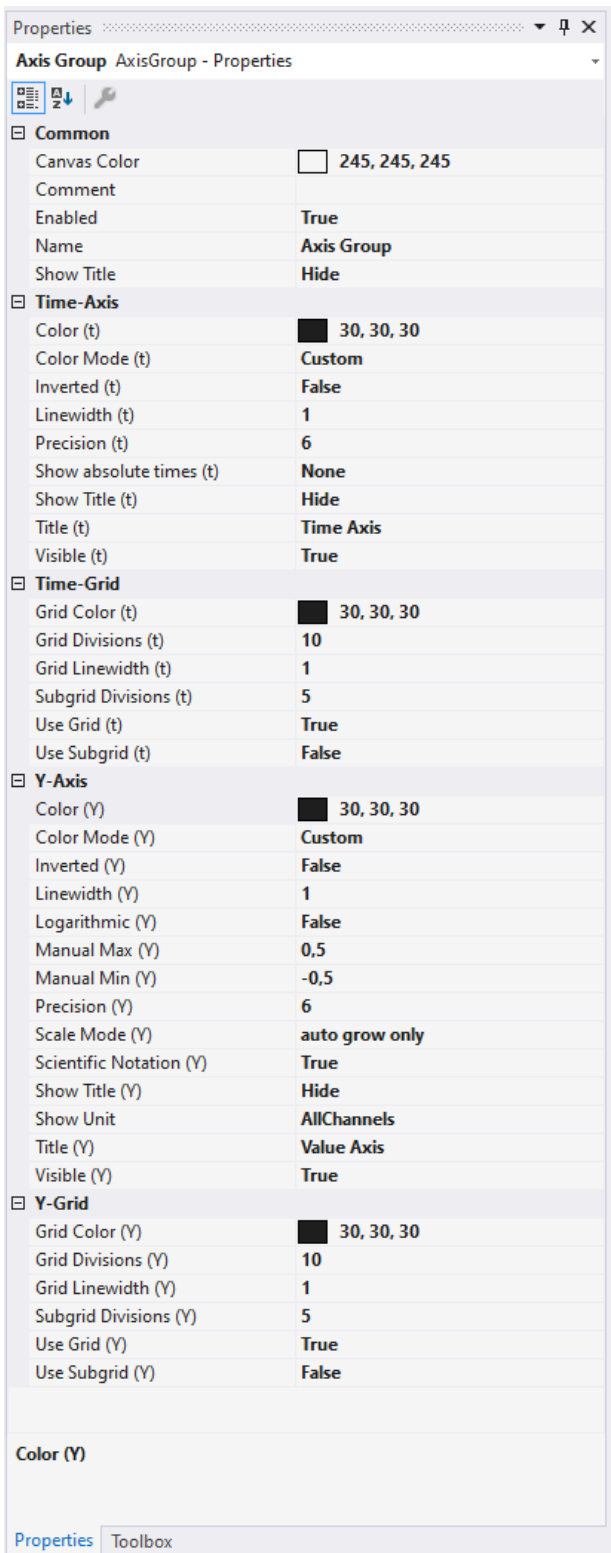 Properties
Axis Group AxisGroup - Properties
Common
Canvas Color 245, 245, 245
Comment
Enabled True
Name Axis Group
Show Title Hide
Time-Axis
Color (t) 30, 30, 30
Color Mode (t) Custom
Inverted (t) False
Linewidth (t) 1
Precision (t) 6
Show absolute times (t) None
Show Title (t) Hide
Title (t) Time Axis
Visible (t) True
Time-Grid
Grid Color (t) 30, 30, 30
Grid Divisions (t) 10
Grid Linewidth (t) 1
Subgrid Divisions (t) 5
Use Grid (t) True
Use Subgrid (t) False
Y-Axis
Color (Y) 30, 30, 30
Color Mode (Y) Custom
Inverted (Y) False
Linewidth (Y) 1
Logarithmic (Y) False
Manual Max (Y) 0,5
Manual Min (Y) -0,5
Precision (Y) 6
Scale Mode (Y) auto grow only
Scientific Notation (Y) True
Show Title (Y) Hide
Show Unit AllChannels
Title (Y) Value Axis
Visible (Y) True
Y-Grid
Grid Color (Y) 30, 30, 30
Grid Divisions (Y) 10
Grid Linewidth (Y) 1
Subgrid Divisions (Y) 5
Use Grid (Y) True
Use Subgrid (Y) False
Color (Y)
Properties Toolbox